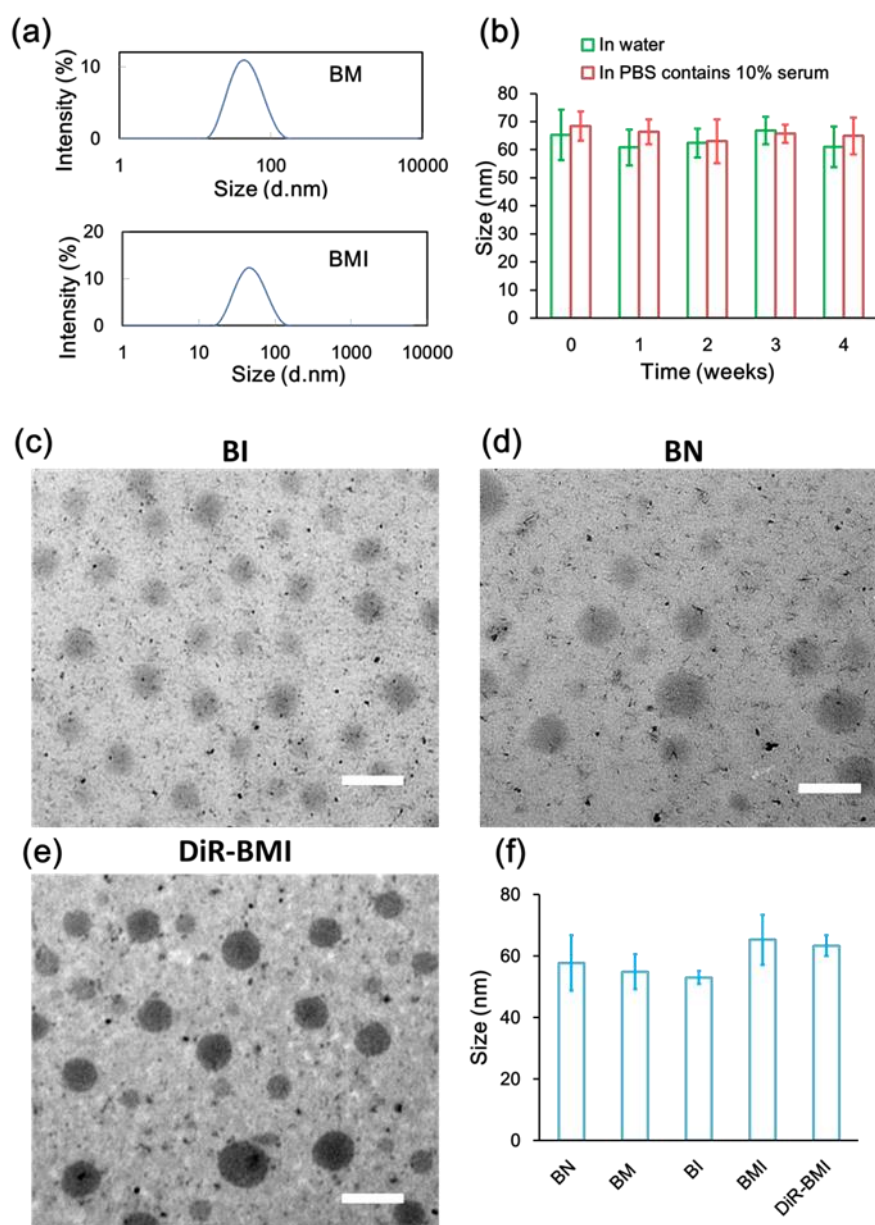 (a)
BM
Intensity (%)
10
0
1
100
10000
Size (d.nm)
BMI
Intensity (%)
20
10
0
1
10
100
1000
10000
Size (d.nm)
(b)
In water
In PBS contains 10% serum
Size (nm)
80
70
60
50
40
30
20
10
0
0
1
2
3
4
Time (weeks)
(c)
BI
(d)
BN
(e)
DiR-BMI
(f)
Size (nm)
80
60
40
20
0
BN
BM
BI
BMI
DiR-BMI